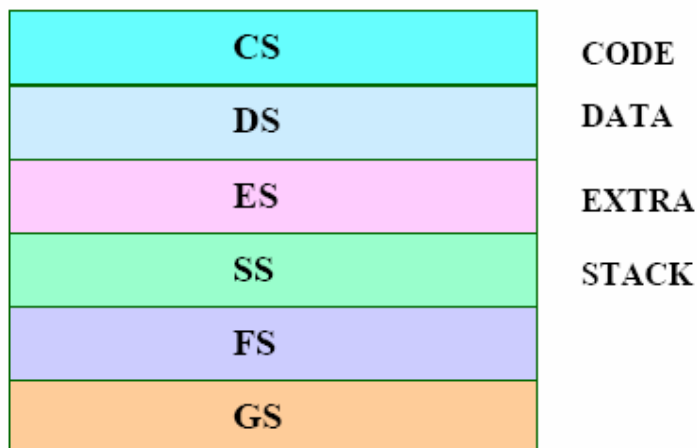 CS CODE
DS DATA
ES EXTRA
SS STACK
FS
GS